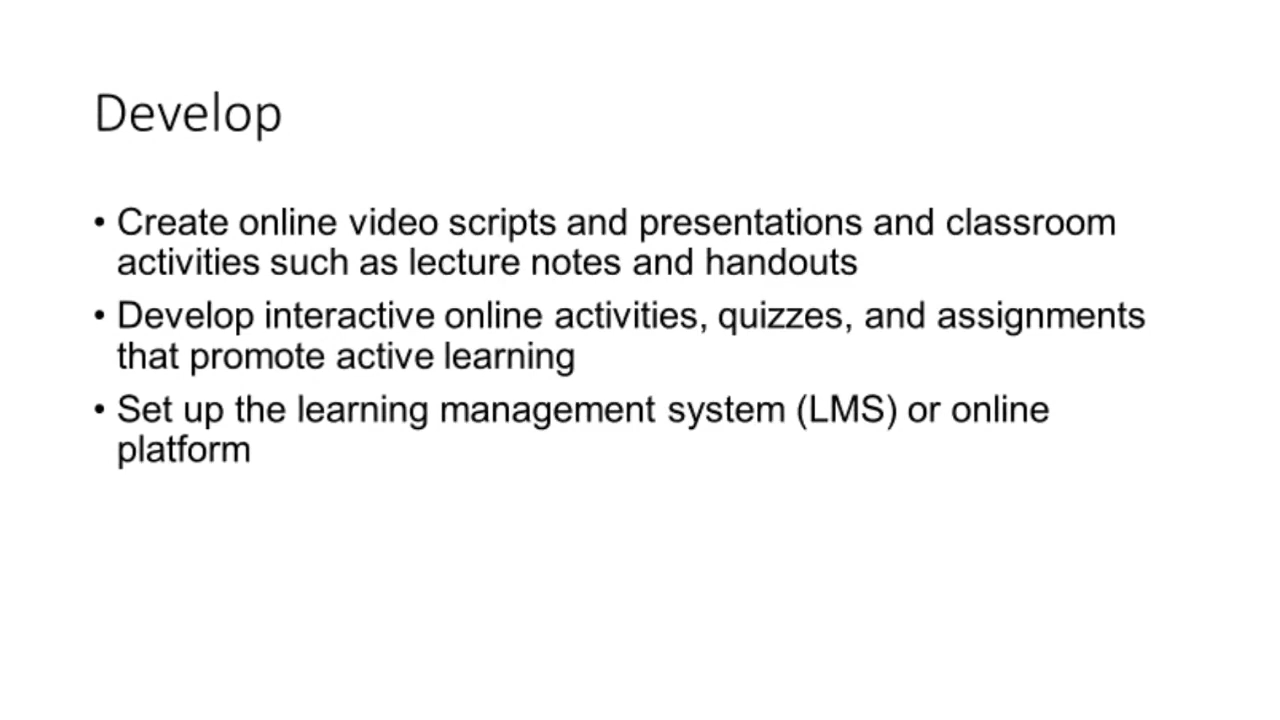 Develop
• Create online video scripts and presentations and classroom
activities such as lecture notes and handouts
• Develop interactive online activities, quizzes, and assignments
that promote active learning
• Set up the learning management system (LMS) or online
platform